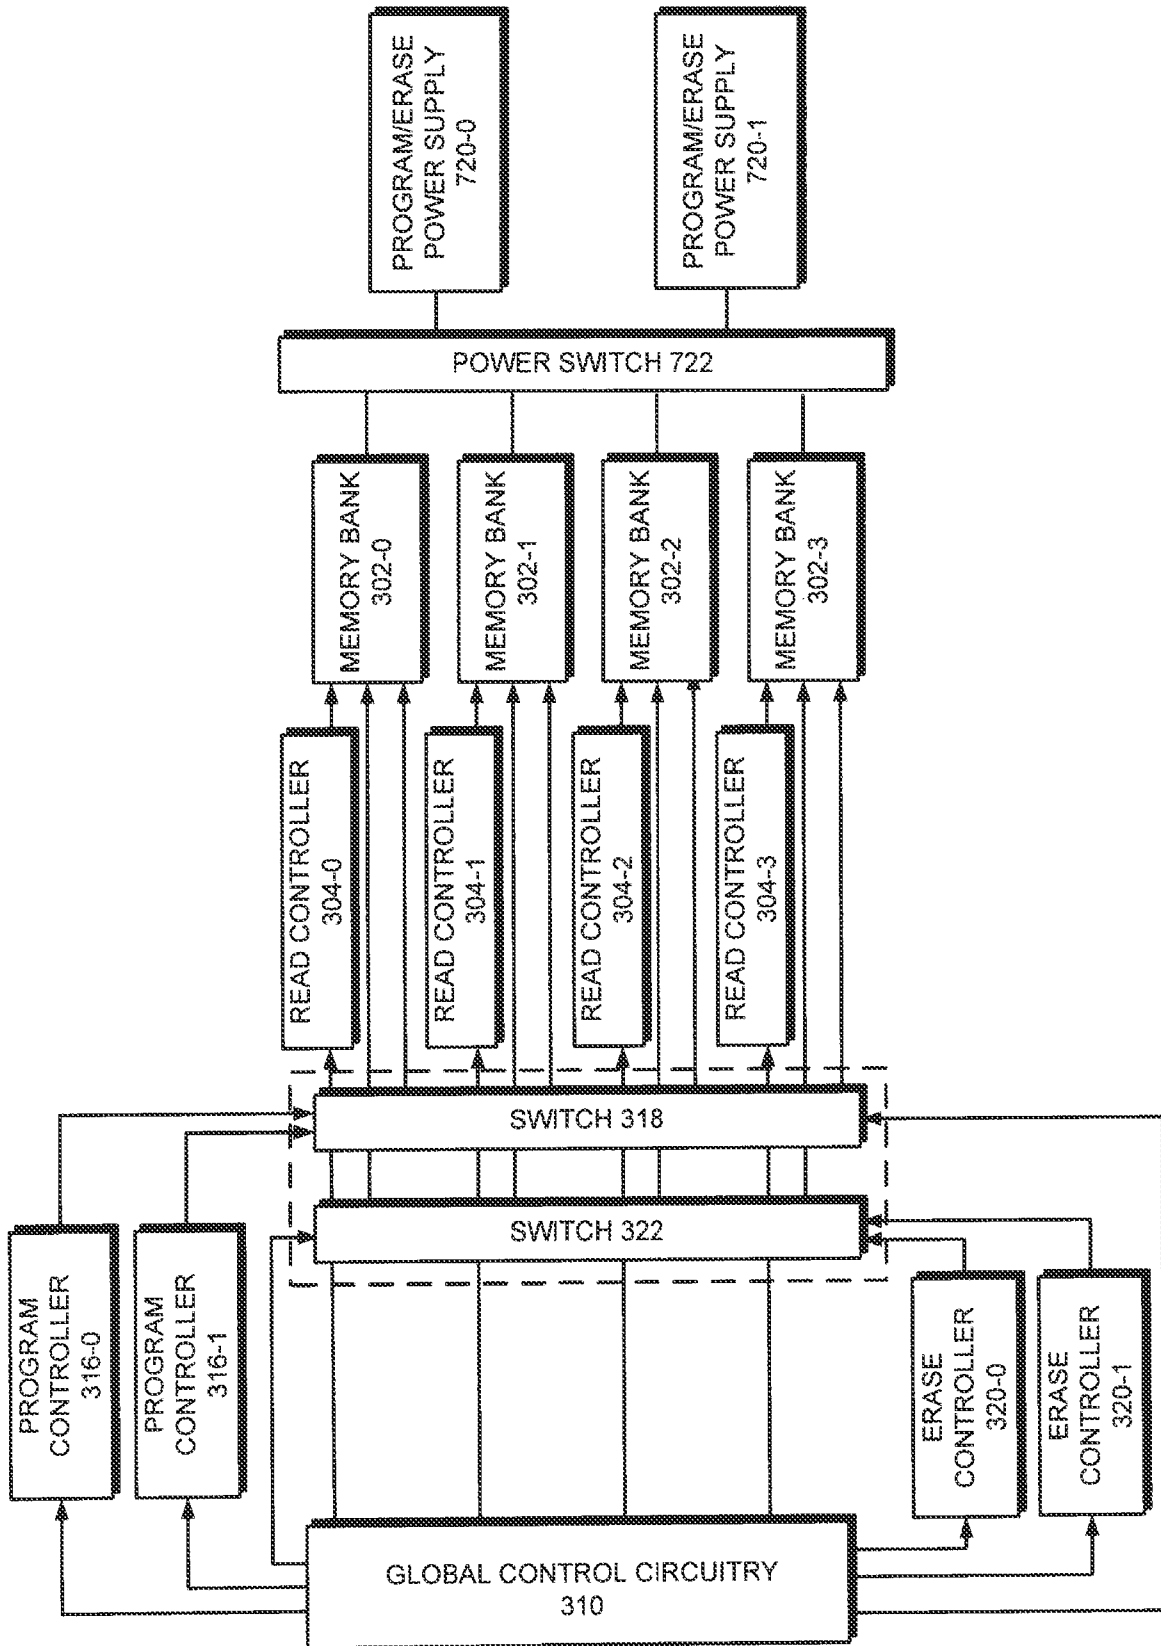 PROGRAM/ERASE
POWER SUPPLY
720-0
PROGRAM/ERASE
POWER SUPPLY
720-1
POWER SWITCH 722
MEMORY BANK
302-0
MEMORY BANK
302-1
MEMORY BANK
302-2
MEMORY BANK
302-3
READ CONTROLLER
304-0
READ CONTROLLER
304-1
READ CONTROLLER
304-2
READ CONTROLLER
304-3
SWITCH 318
SWITCH 322
PROGRAM
CONTROLLER
316-0
PROGRAM
CONTROLLER
316-1
ERASE
CONTROLLER
320-0
ERASE
CONTROLLER
320-1
GLOBAL CONTROL CIRCUITRY
310